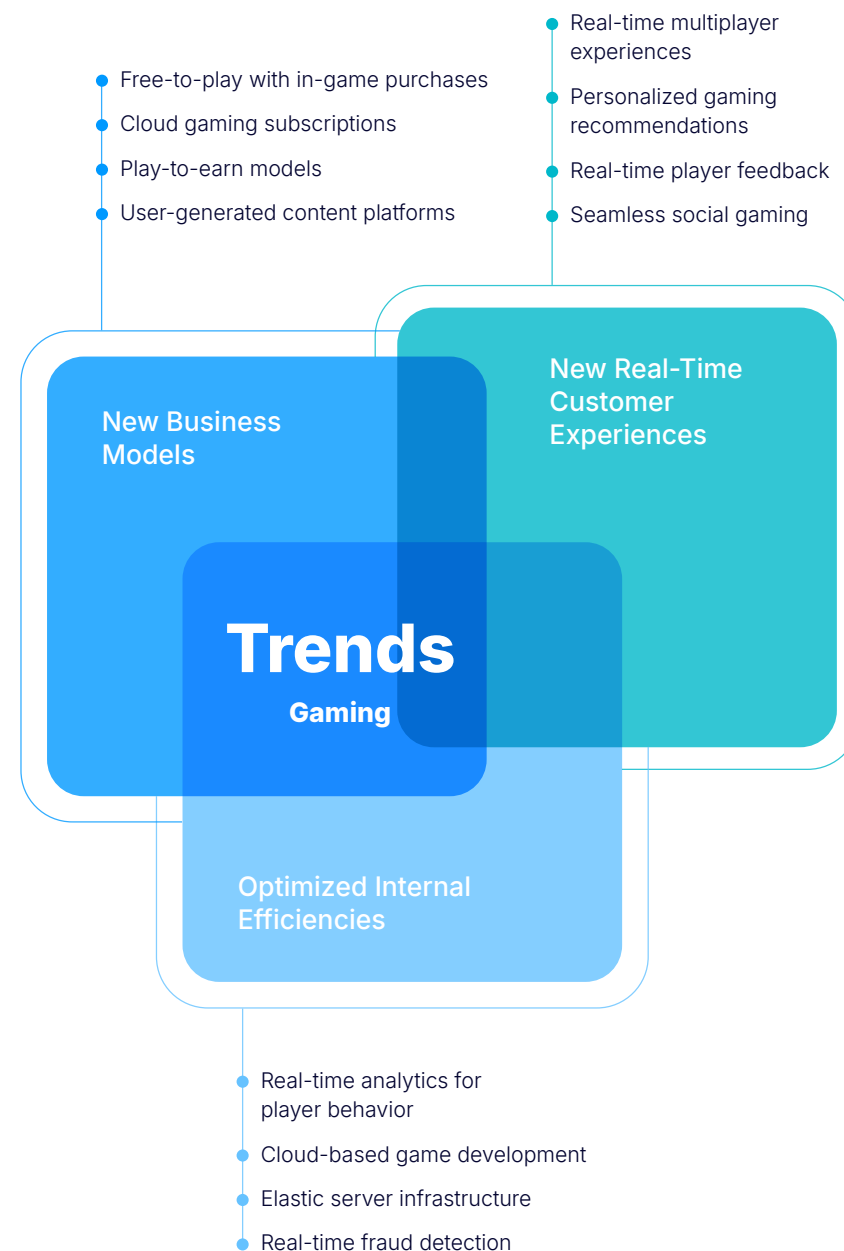 Free-to-play with in-game purchases
Cloud gaming subscriptions
Play-to-earn models
User-generated content platforms
Real-time multiplayer
experiences
Personalized gaming
recommendations
Real-time player feedback
Seamless social gaming
New Business
Models
New Real-Time
Customer
Experiences
Trends
Gaming
Optimized Internal
Efficiencies
Real-time analytics for
player behavior
Cloud-based game development
Elastic server infrastructure
Real-time fraud detection